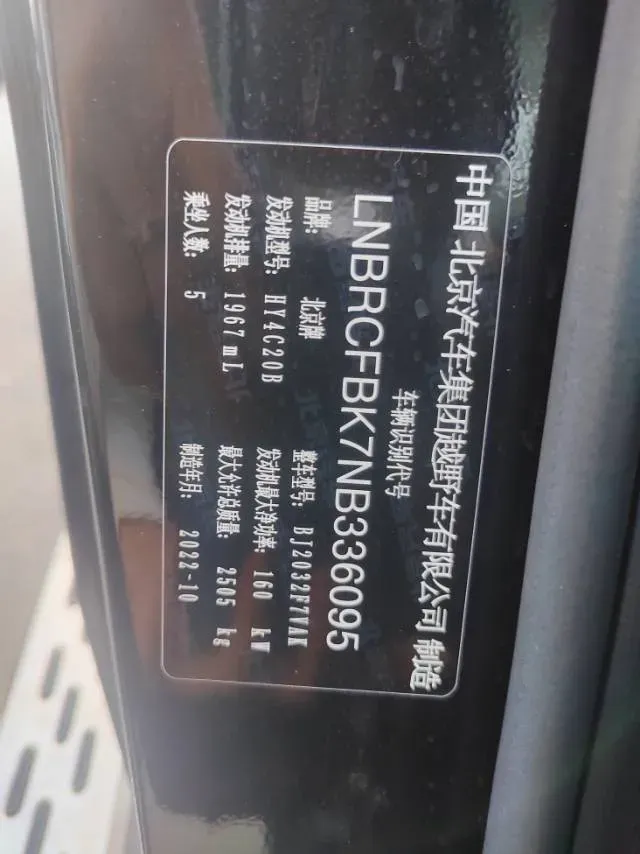 中国 北京汽车集团越野车有限公司 制造
车辆识别代号
LNBRCFBK7NB336095
品牌: 北京牌 整车型号: BJ2032F7VAK
发动机型号: HY4C20B 发动机最大净功率: 160 kW
发动机排量: 1967 mL 最大允许总质量: 2505 kg
乘坐人数: 5 制造年月: 2022-10